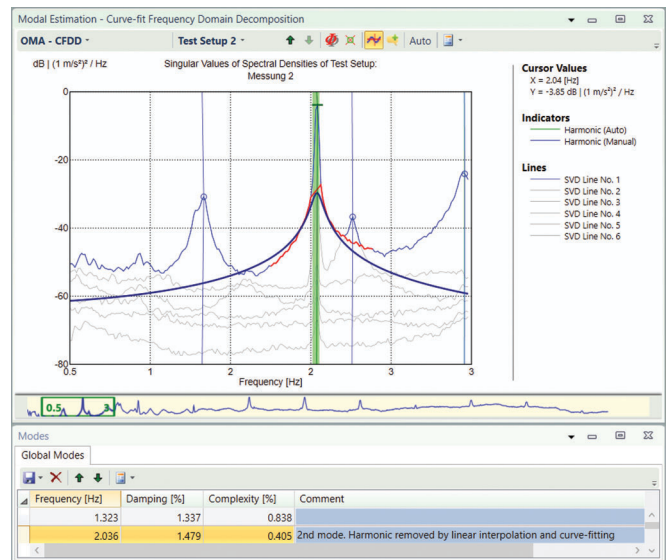 Modal Estimation - Curve-fit Frequency Domain Decomposition
OMA - CFDD
Test Setup 2
Auto
dB | (1 m/s²)² / Hz
Singular Values of Spectral Densities of Test Setup:
Messung 2
0
-20
-40
-60
-80
0.5
1
2
2
3
3
Frequency [Hz]
Cursor Values
X = 2.04 [Hz]
Y = -3.85 dB | (1 m/s²)² / Hz
Indicators
Harmonic (Auto)
Harmonic (Manual)
Lines
SVD Line No. 1
SVD Line No. 2
SVD Line No. 3
SVD Line No. 4
SVD Line No. 5
SVD Line No. 6
0.5 3
Modes
Global Modes
Frequency [Hz] Damping [%] Complexity [%] Comment
1.323 1.337 0.838
2.036 1.479 0.405 2nd mode. Harmonic removed by linear interpolation and curve-fitting